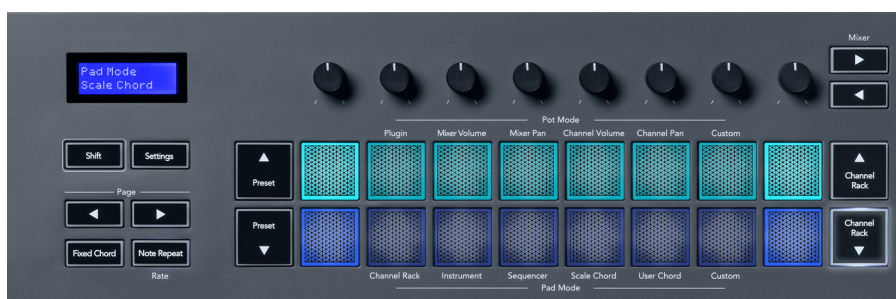 Mixer
Pad Mode
Scale Chord
Pot Mode
Plugin
Mixer Volume
Mixer Pan
Channel Volume
Channel Pan
Custom
Shift
Settings
Preset
Channel
Rack
Page
Preset
Channel
Rack
Fixed Chord
Note Repeat
Rate
Channel Rack
Instrument
Sequencer
Scale Chord
User Chord
Custom
Pad Mode